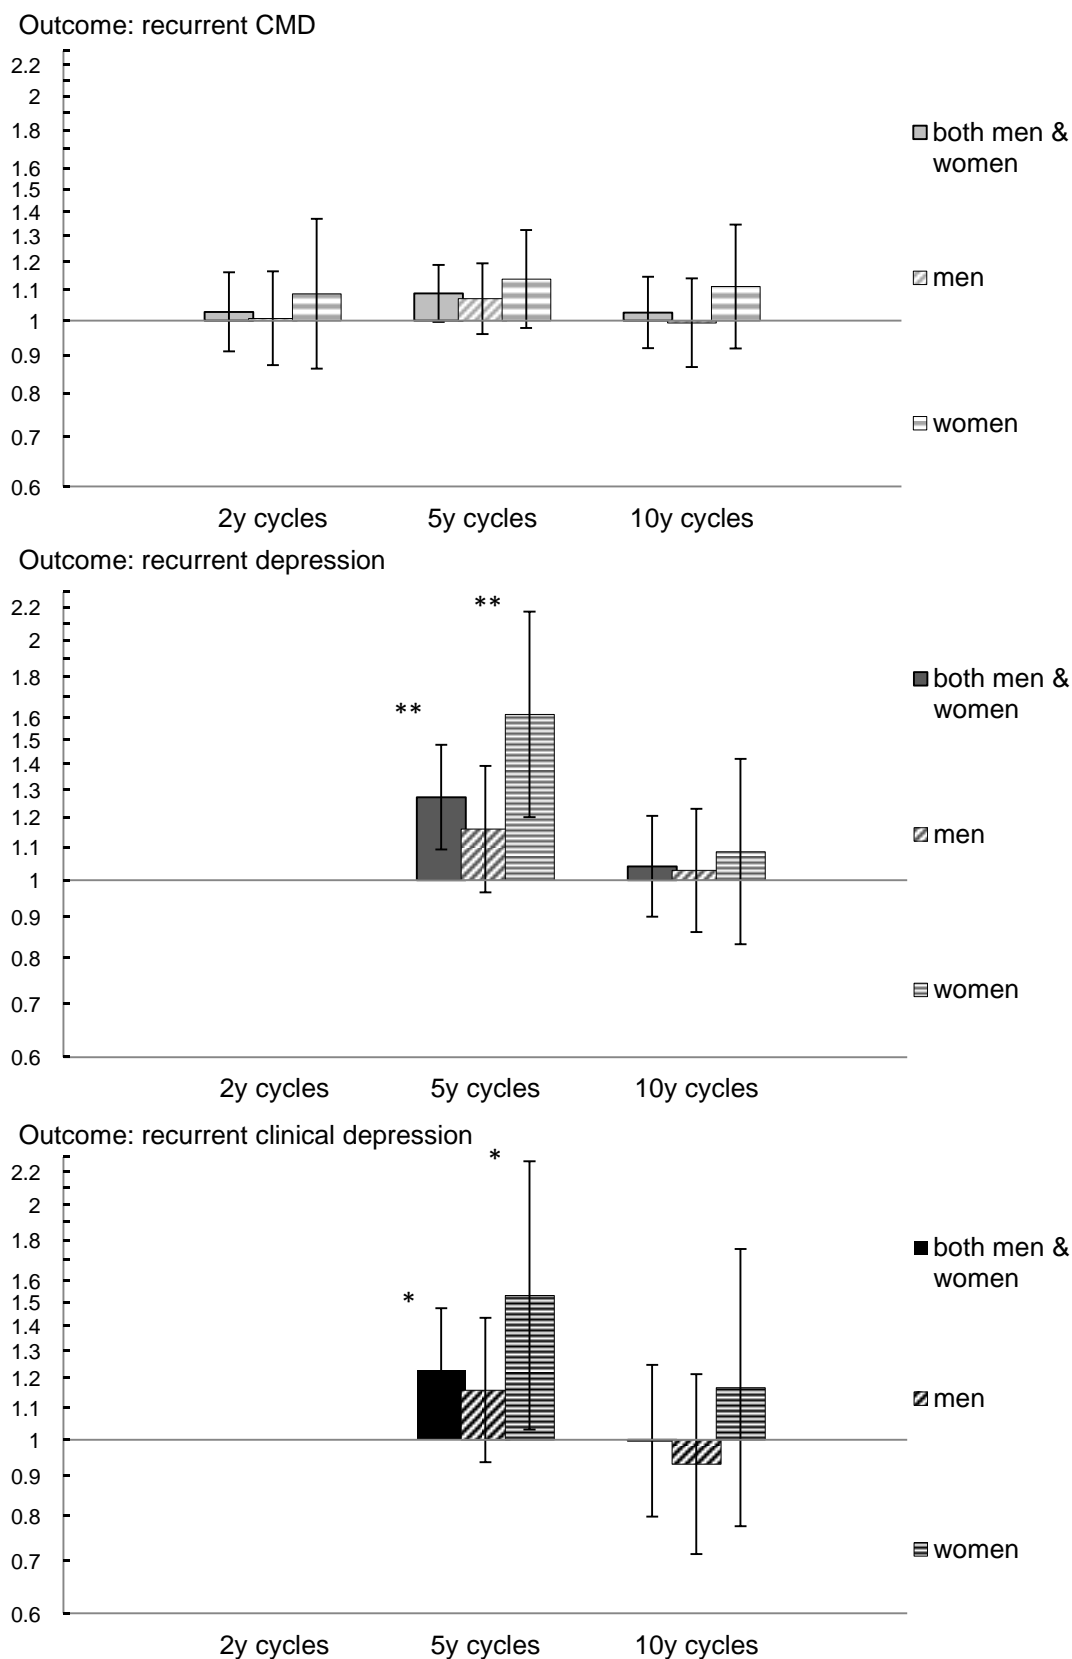 Outcome: recurrent CMD
2.2
2
1.8
1.6
1.5
1.4
1.3
1.2
1.1
1
0.9
0.8
0.7
0.6
both men &
women
men
women
2y cycles
5y cycles
10y cycles
Outcome: recurrent depression
2.2
2
1.8
1.6
1.5
1.4
1.3
1.2
1.1
1
0.9
0.8
0.7
0.6
**
**
both men &
women
men
women
2y cycles
5y cycles
10y cycles
Outcome: recurrent clinical depression
2.2
2
1.8
1.6
1.5
1.4
1.3
1.2
1.1
1
0.9
0.8
0.7
0.6
*
*
both men &
women
men
women
2y cycles
5y cycles
10y cycles